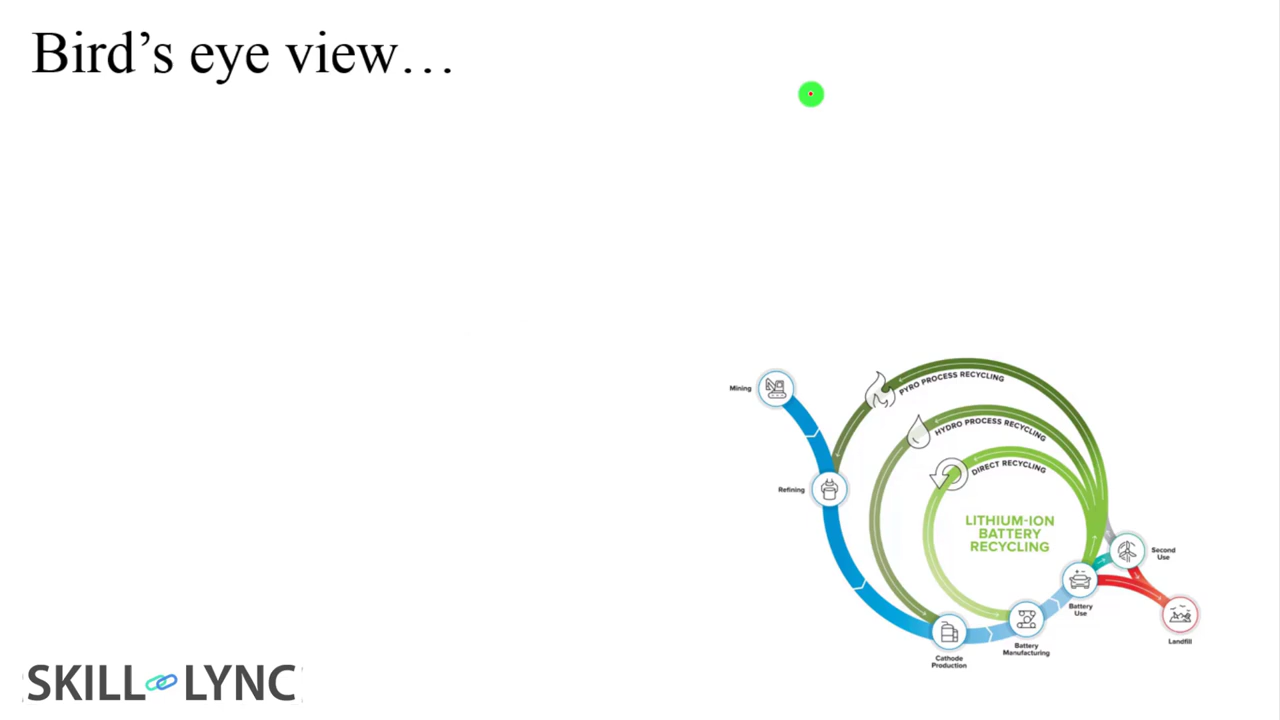 Bird’s eye view…
Mining
PYRO PROCESS RECYCLING
HYDRO PROCESS RECYCLING
DIRECT RECYCLING
Refining
LITHIUM-ION
BATTERY
RECYCLING
Second
Use
Battery
Use
Landfill
Battery
Manufacturing
Cathode
Production
SKILL LYNC